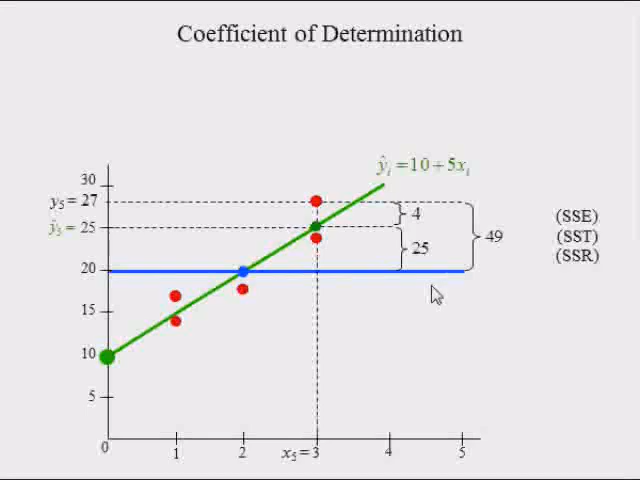 Coefficient of Determination
ŷᵢ = 10 + 5xᵢ
30
y₅ = 27
ŷ₅ = 25
20
15
10
5
0
1
2
x₅ = 3
4
5
4
25
49
(SSE)
(SST)
(SSR)